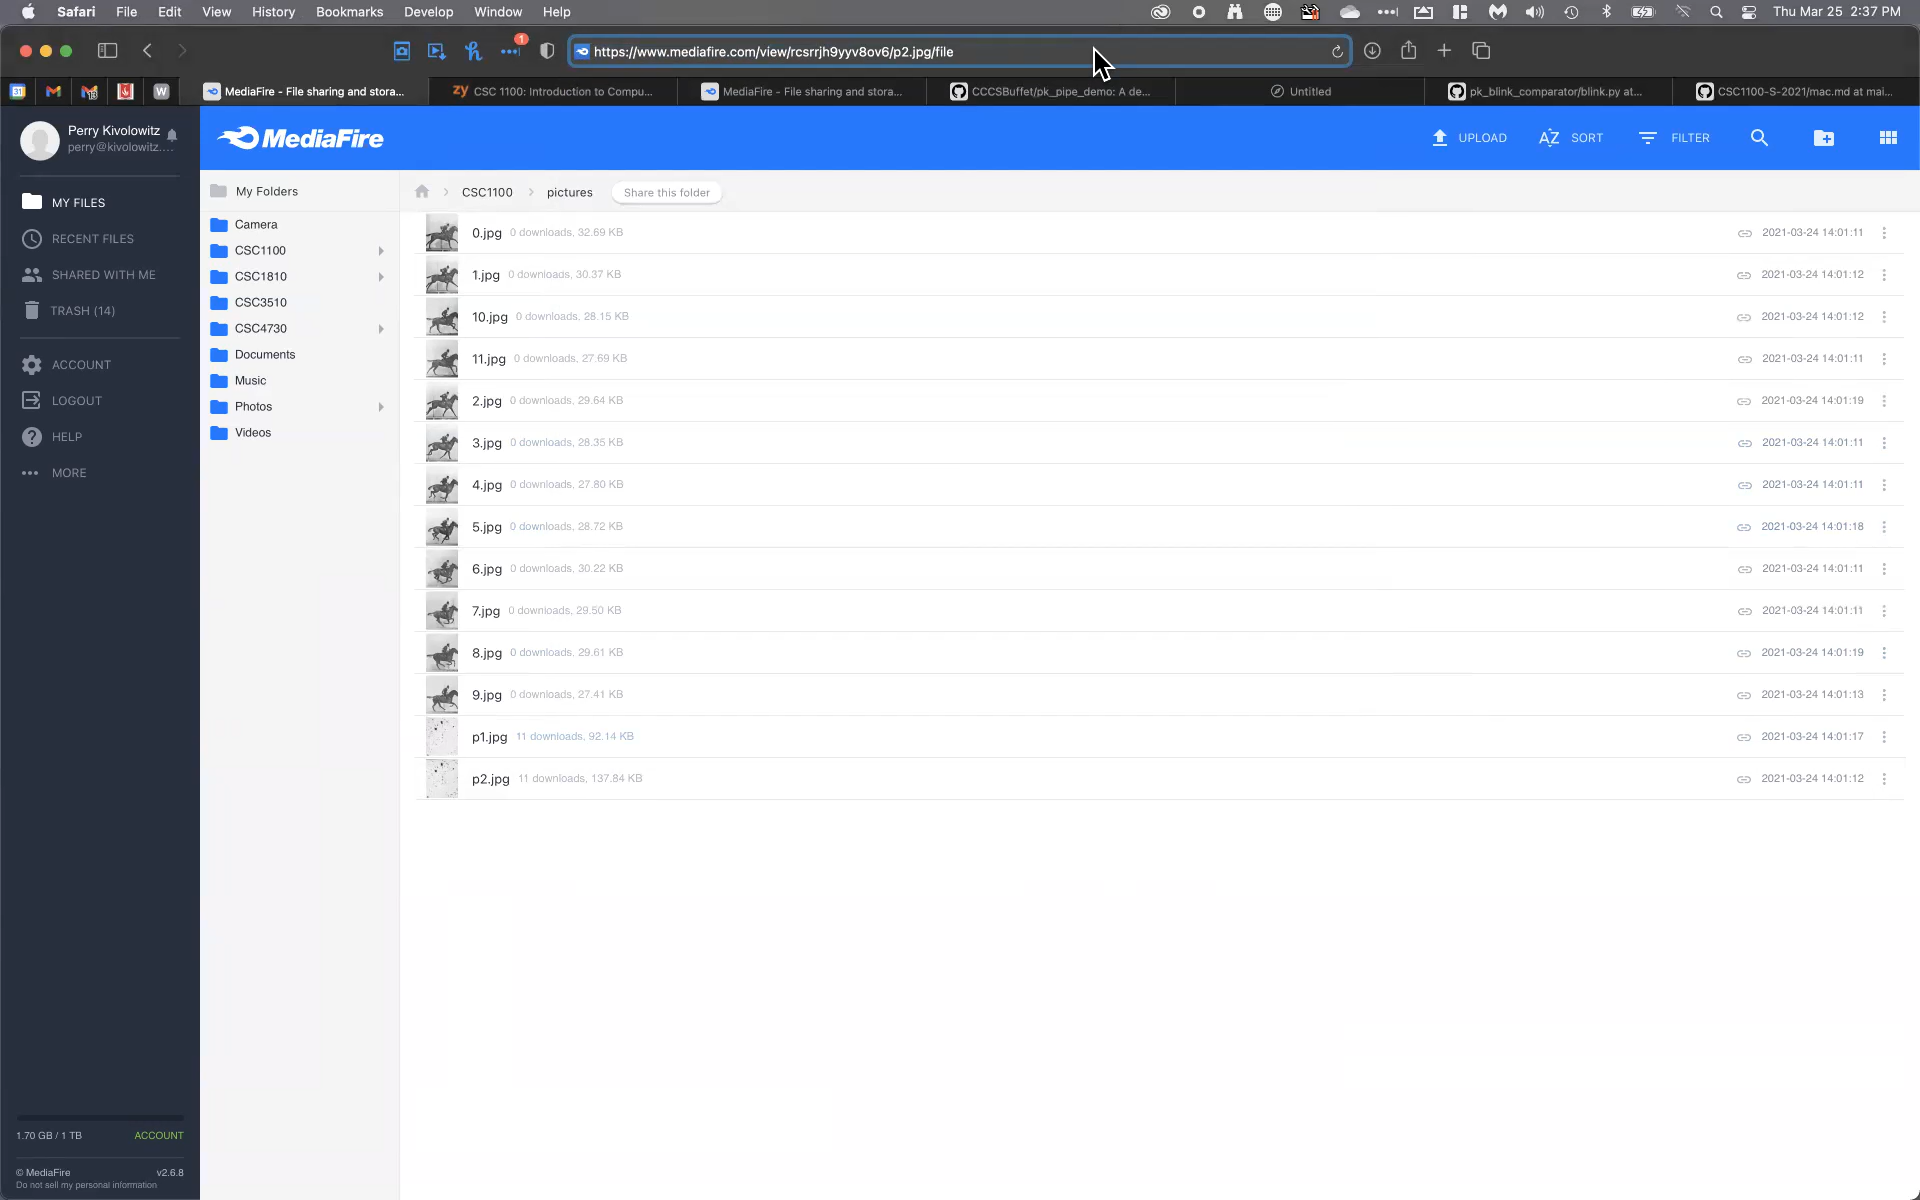 Safari File Edit View History Bookmarks Develop Window Help Thu Mar 25 2:37 PM
1 https://www.mediafire.com/view/rcsrrjh9yyv8ov6/p2.jpg/file
31 W MediaFire - File sharing and stora... zy CSC 1100: Introduction to Compu... MediaFire - File sharing and stora... CCCSBuffet/pk_pipe_demo: A de... Untitled pk_blink_comparator/blink.py at... CSC1100-S-2021/mac.md at mai...
Perry Kivolowitz
perry@kivolowitz....
MediaFire UPLOAD AZ SORT FILTER
MY FILES
RECENT FILES
SHARED WITH ME
TRASH (14)
ACCOUNT
LOGOUT
HELP
MORE
My Folders
Camera
CSC1100
CSC1810
CSC3510
CSC4730
Documents
Music
Photos
Videos
CSC1100 pictures Share this folder
0.jpg 0 downloads, 32.69 KB 2021-03-24 14:01:11
1.jpg 0 downloads, 30.37 KB 2021-03-24 14:01:12
10.jpg 0 downloads, 28.15 KB 2021-03-24 14:01:12
11.jpg 0 downloads, 27.69 KB 2021-03-24 14:01:11
2.jpg 0 downloads, 29.64 KB 2021-03-24 14:01:19
3.jpg 0 downloads, 28.35 KB 2021-03-24 14:01:11
4.jpg 0 downloads, 27.80 KB 2021-03-24 14:01:11
5.jpg 0 downloads, 28.72 KB 2021-03-24 14:01:18
6.jpg 0 downloads, 30.22 KB 2021-03-24 14:01:11
7.jpg 0 downloads, 29.50 KB 2021-03-24 14:01:11
8.jpg 0 downloads, 29.61 KB 2021-03-24 14:01:19
9.jpg 0 downloads, 27.41 KB 2021-03-24 14:01:13
p1.jpg 11 downloads, 92.14 KB 2021-03-24 14:01:17
p2.jpg 11 downloads, 137.84 KB 2021-03-24 14:01:12
1.70 GB / 1 TB ACCOUNT
© MediaFire v2.6.8
Do not sell my personal information